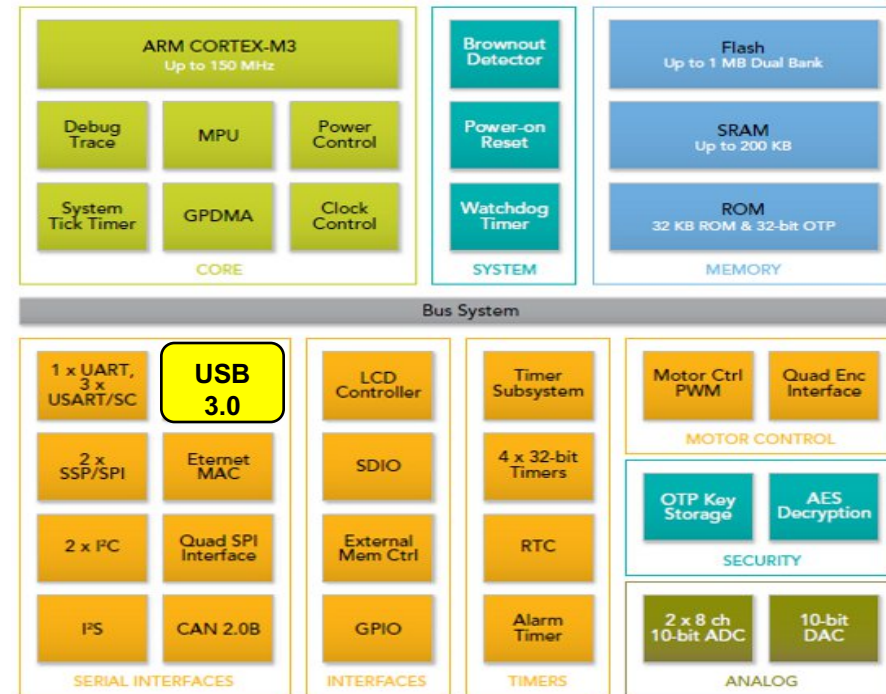 ARM CORTEX-M3
Up to 150 MHz
Debug
Trace
MPU
Power
Control
System
Tick Timer
GPDMA
Clock
Control
CORE
Brownout
Detector
Power-on
Reset
Watchdog
Timer
SYSTEM
Flash
Up to 1 MB Dual Bank
SRAM
Up to 200 KB
ROM
32 KB ROM & 32-bit OTP
MEMORY
Bus System
1 x UART,
3 x
USART/SC
USB
3.0
2 x
SSP/SPI
Eternet
MAC
2 x I²C
Quad SPI
Interface
I²S
CAN 2.0B
SERIAL INTERFACES
LCD
Controller
SDIO
External
Mem Ctrl
GPIO
INTERFACES
Timer
Subsystem
4 x 32-bit
Timers
RTC
Alarm
Timer
TIMERS
Motor Ctrl
PWM
Quad Enc
Interface
MOTOR CONTROL
OTP Key
Storage
AES
Decryption
SECURITY
2 x 8 ch
10-bit ADC
10-bit
DAC
ANALOG